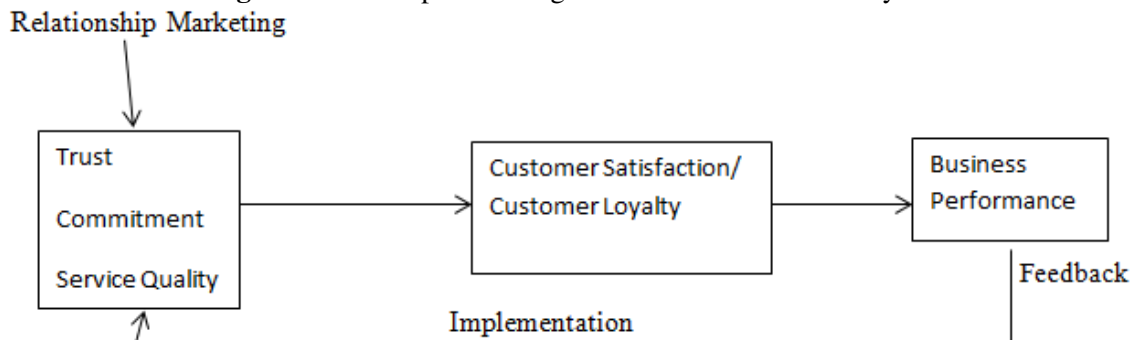 Relationship Marketing
Trust
Commitment
Service Quality
Customer Satisfaction/
Customer Loyalty
Business
Performance
Feedback
Implementation